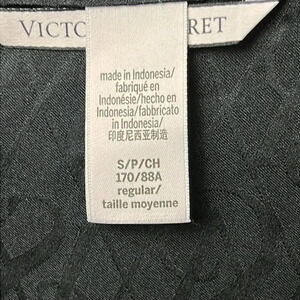 VICTO RET
made in Indonesia/
fabriqué en
Indonésie/hecho en
Indonesia/fabbricato
in Indonesia/
印度尼西亚制造
S/P/CH
170/88A
regular/
taille moyenne